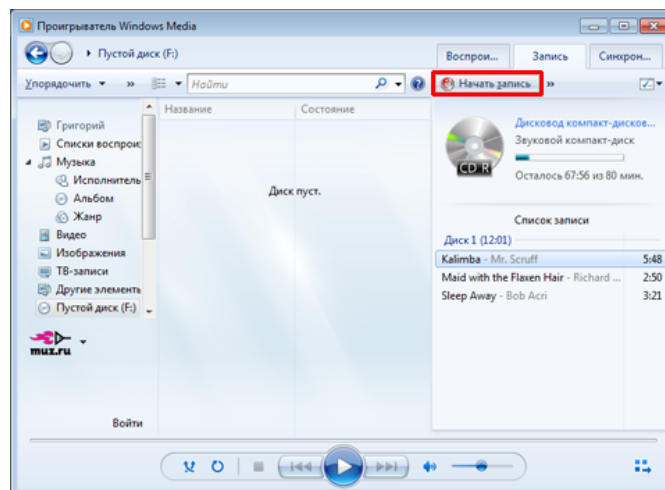 Проигрыватель Windows Media
Пустой диск (F:)
Воспрои...
Запись
Синхрон...
Упорядочить
»
Найти
Начать запись
»
Название
Состояние
Григорий
Списки воспроиз
Музыка
Исполнитель
Альбом
Жанр
Видео
Изображения
ТВ-записи
Другие элементы
Пустой диск (F:)
muz.ru
Войти
Диск пуст.
CD R
Дисковод компакт-дисков...
Звуковой компакт-диск
Осталось 67:56 из 80 мин.
Список записи
Диск 1 (12:01)
Kalimba - Mr. Scruff 5:48
Maid with the Flaxen Hair - Richard ... 2:50
Sleep Away - Bob Acri 3:21